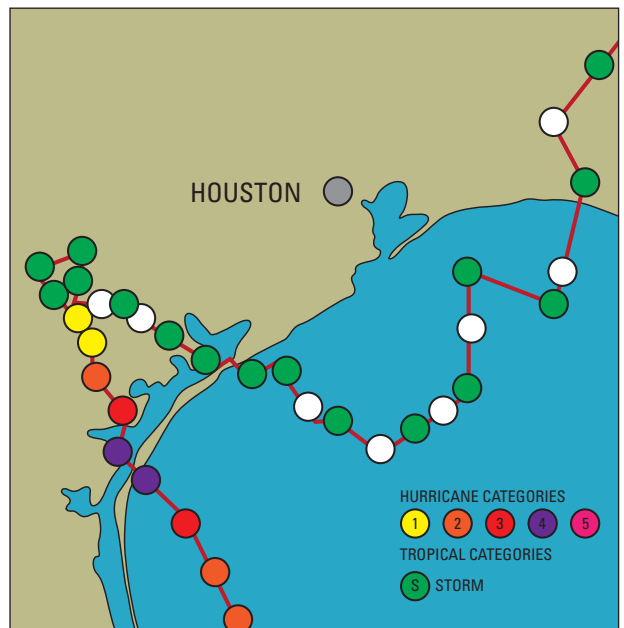 HOUSTON
HURRICANE CATEGORIES
1 2 3 4 5
TROPICAL CATEGORIES
S STORM